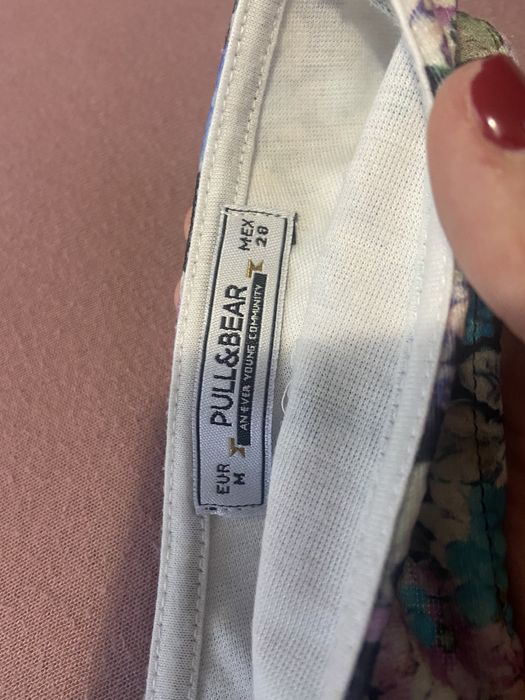 EUR
M
PULL&BEAR
AN EVER YOUNG COMMUNITY
MEX
28